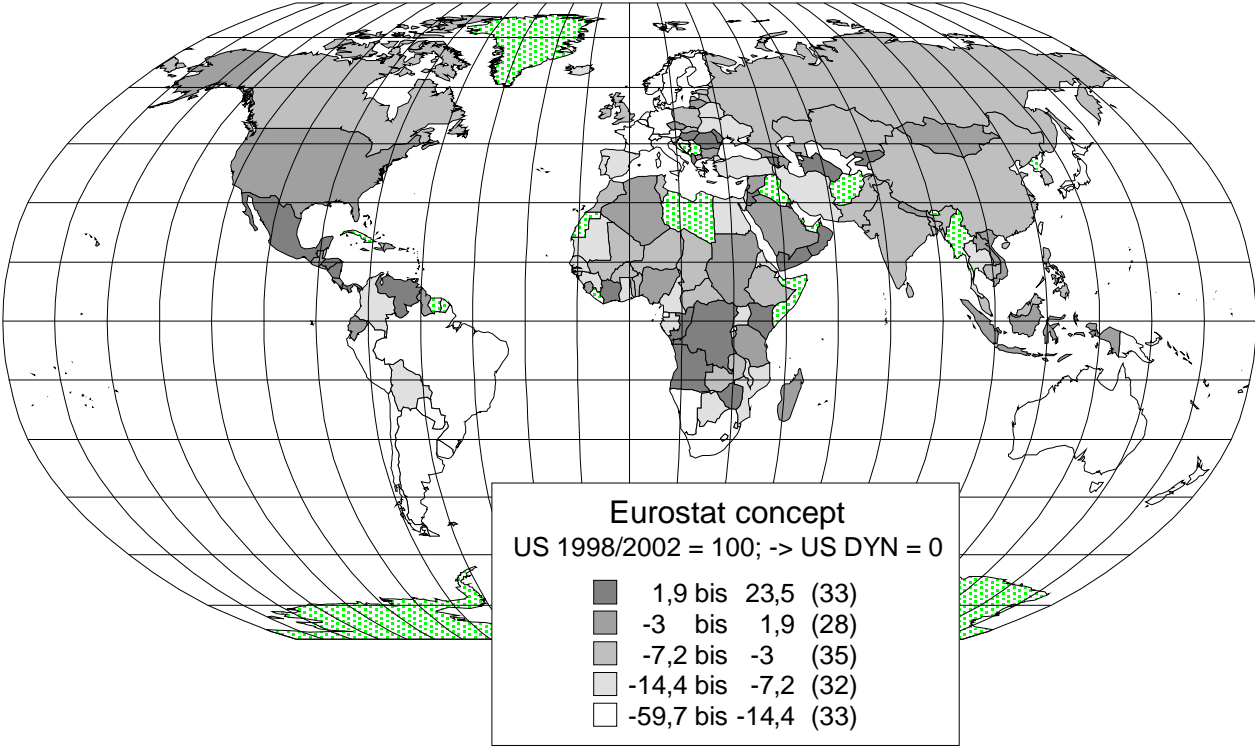 Eurostat concept
US 1998/2002 = 100; -> US DYN = 0
1,9 bis 23,5 (33)
-3 bis 1,9 (28)
-7,2 bis -3 (35)
-14,4 bis -7,2 (32)
-59,7 bis -14,4 (33)